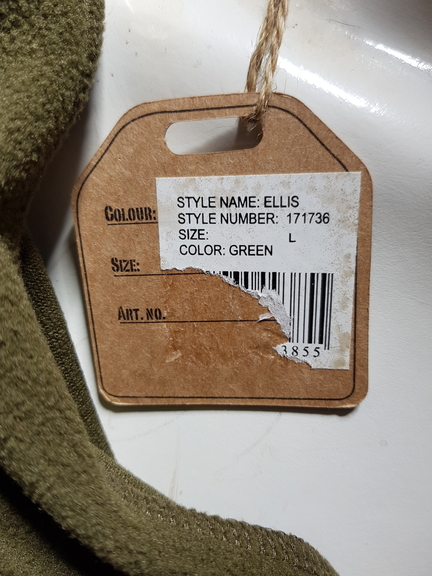 COLOUR:
STYLE NAME: ELLIS
STYLE NUMBER: 171736
SIZE: L
COLOR: GREEN
SIZE:
ART. NO.
3855